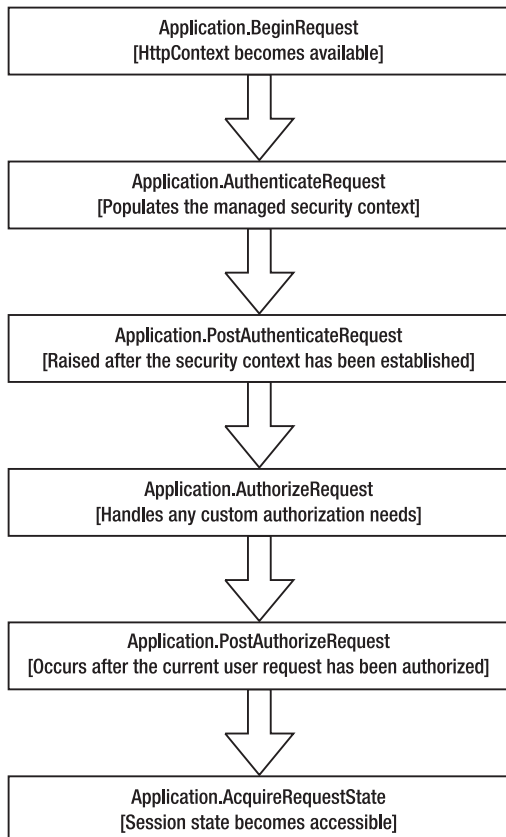 Application.BeginRequest
[HttpContext becomes available]
Application.AuthenticateRequest
[Populates the managed security context]
Application.PostAuthenticateRequest
[Raised after the security context has been established]
Application.AuthorizeRequest
[Handles any custom authorization needs]
Application.PostAuthorizeRequest
[Occurs after the current user request has been authorized]
Application.AcquireRequestState
[Session state becomes accessible]